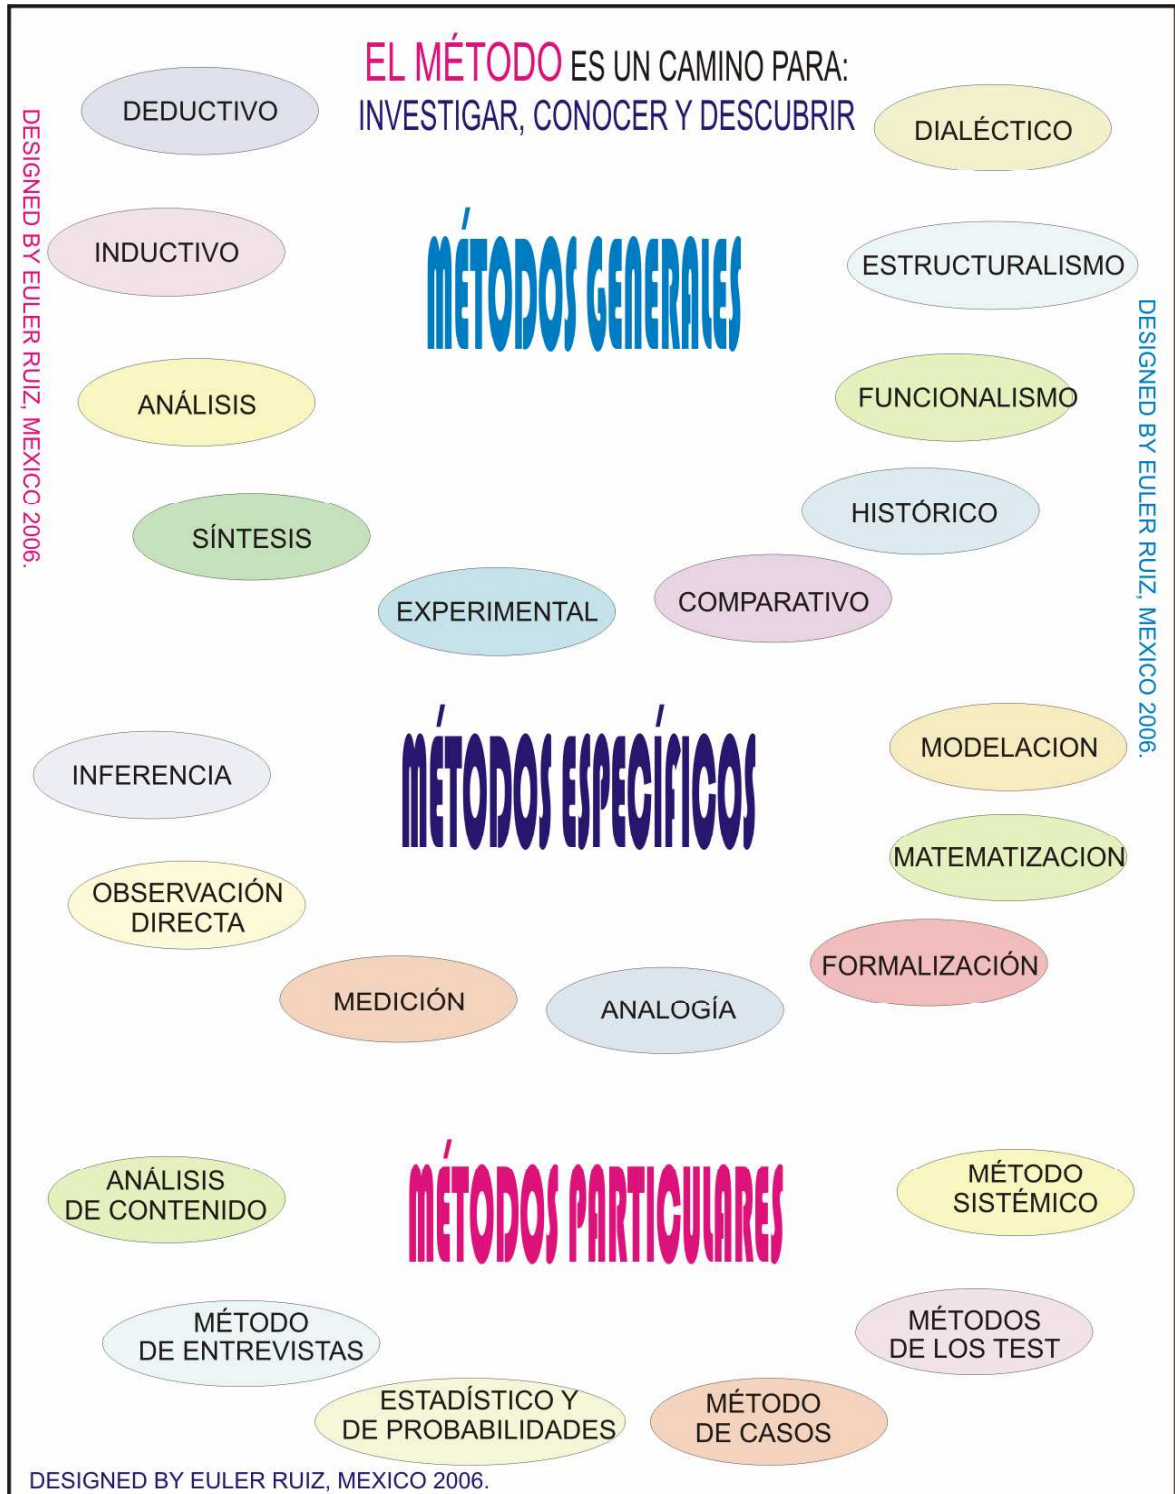 EL MÉTODO ES UN CAMINO PARA:
INVESTIGAR, CONOCER Y DESCUBRIR
DESIGNED BY EULER RUIZ, MEXICO 2006.
DESIGNED BY EULER RUIZ, MEXICO 2006.
MÉTODOS GENERALES
DEDUCTIVO
INDUCTIVO
ANÁLISIS
SÍNTESIS
EXPERIMENTAL
COMPARATIVO
HISTÓRICO
FUNCIONALISMO
ESTRUCTURALISMO
DIALÉCTICO
MÉTODOS ESPECÍFICOS
INFERENCIA
OBSERVACIÓN
DIRECTA
MEDICIÓN
ANALOGÍA
FORMALIZACIÓN
MATEMATIZACION
MODELACION
MÉTODOS PARTICULARES
ANÁLISIS
DE CONTENIDO
MÉTODO
DE ENTREVISTAS
ESTADÍSTICO Y
DE PROBABILIDADES
MÉTODO
DE CASOS
MÉTODOS
DE LOS TEST
MÉTODO
SISTÉMICO
DESIGNED BY EULER RUIZ, MEXICO 2006.